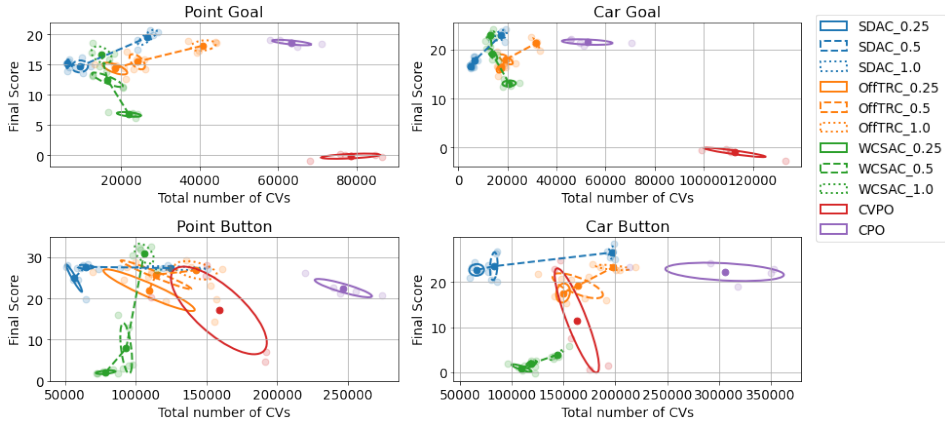 Point Goal
Final Score
20
15
10
5
0
20000 40000 60000 80000
Total number of CVs
Car Goal
Final Score
20
10
0
0 20000 40000 60000 80000 100000 120000
Total number of CVs
Point Button
Final Score
30
20
10
0
50000 100000 150000 200000 250000
Total number of CVs
Car Button
Final Score
30
20
10
0
50000 100000 150000 200000 250000 300000 350000
Total number of CVs
SDAC_0.25
SDAC_0.5
SDAC_1.0
OffTRC_0.25
OffTRC_0.5
OffTRC_1.0
WCSAC_0.25
WCSAC_0.5
WCSAC_1.0
CVPO
CPO